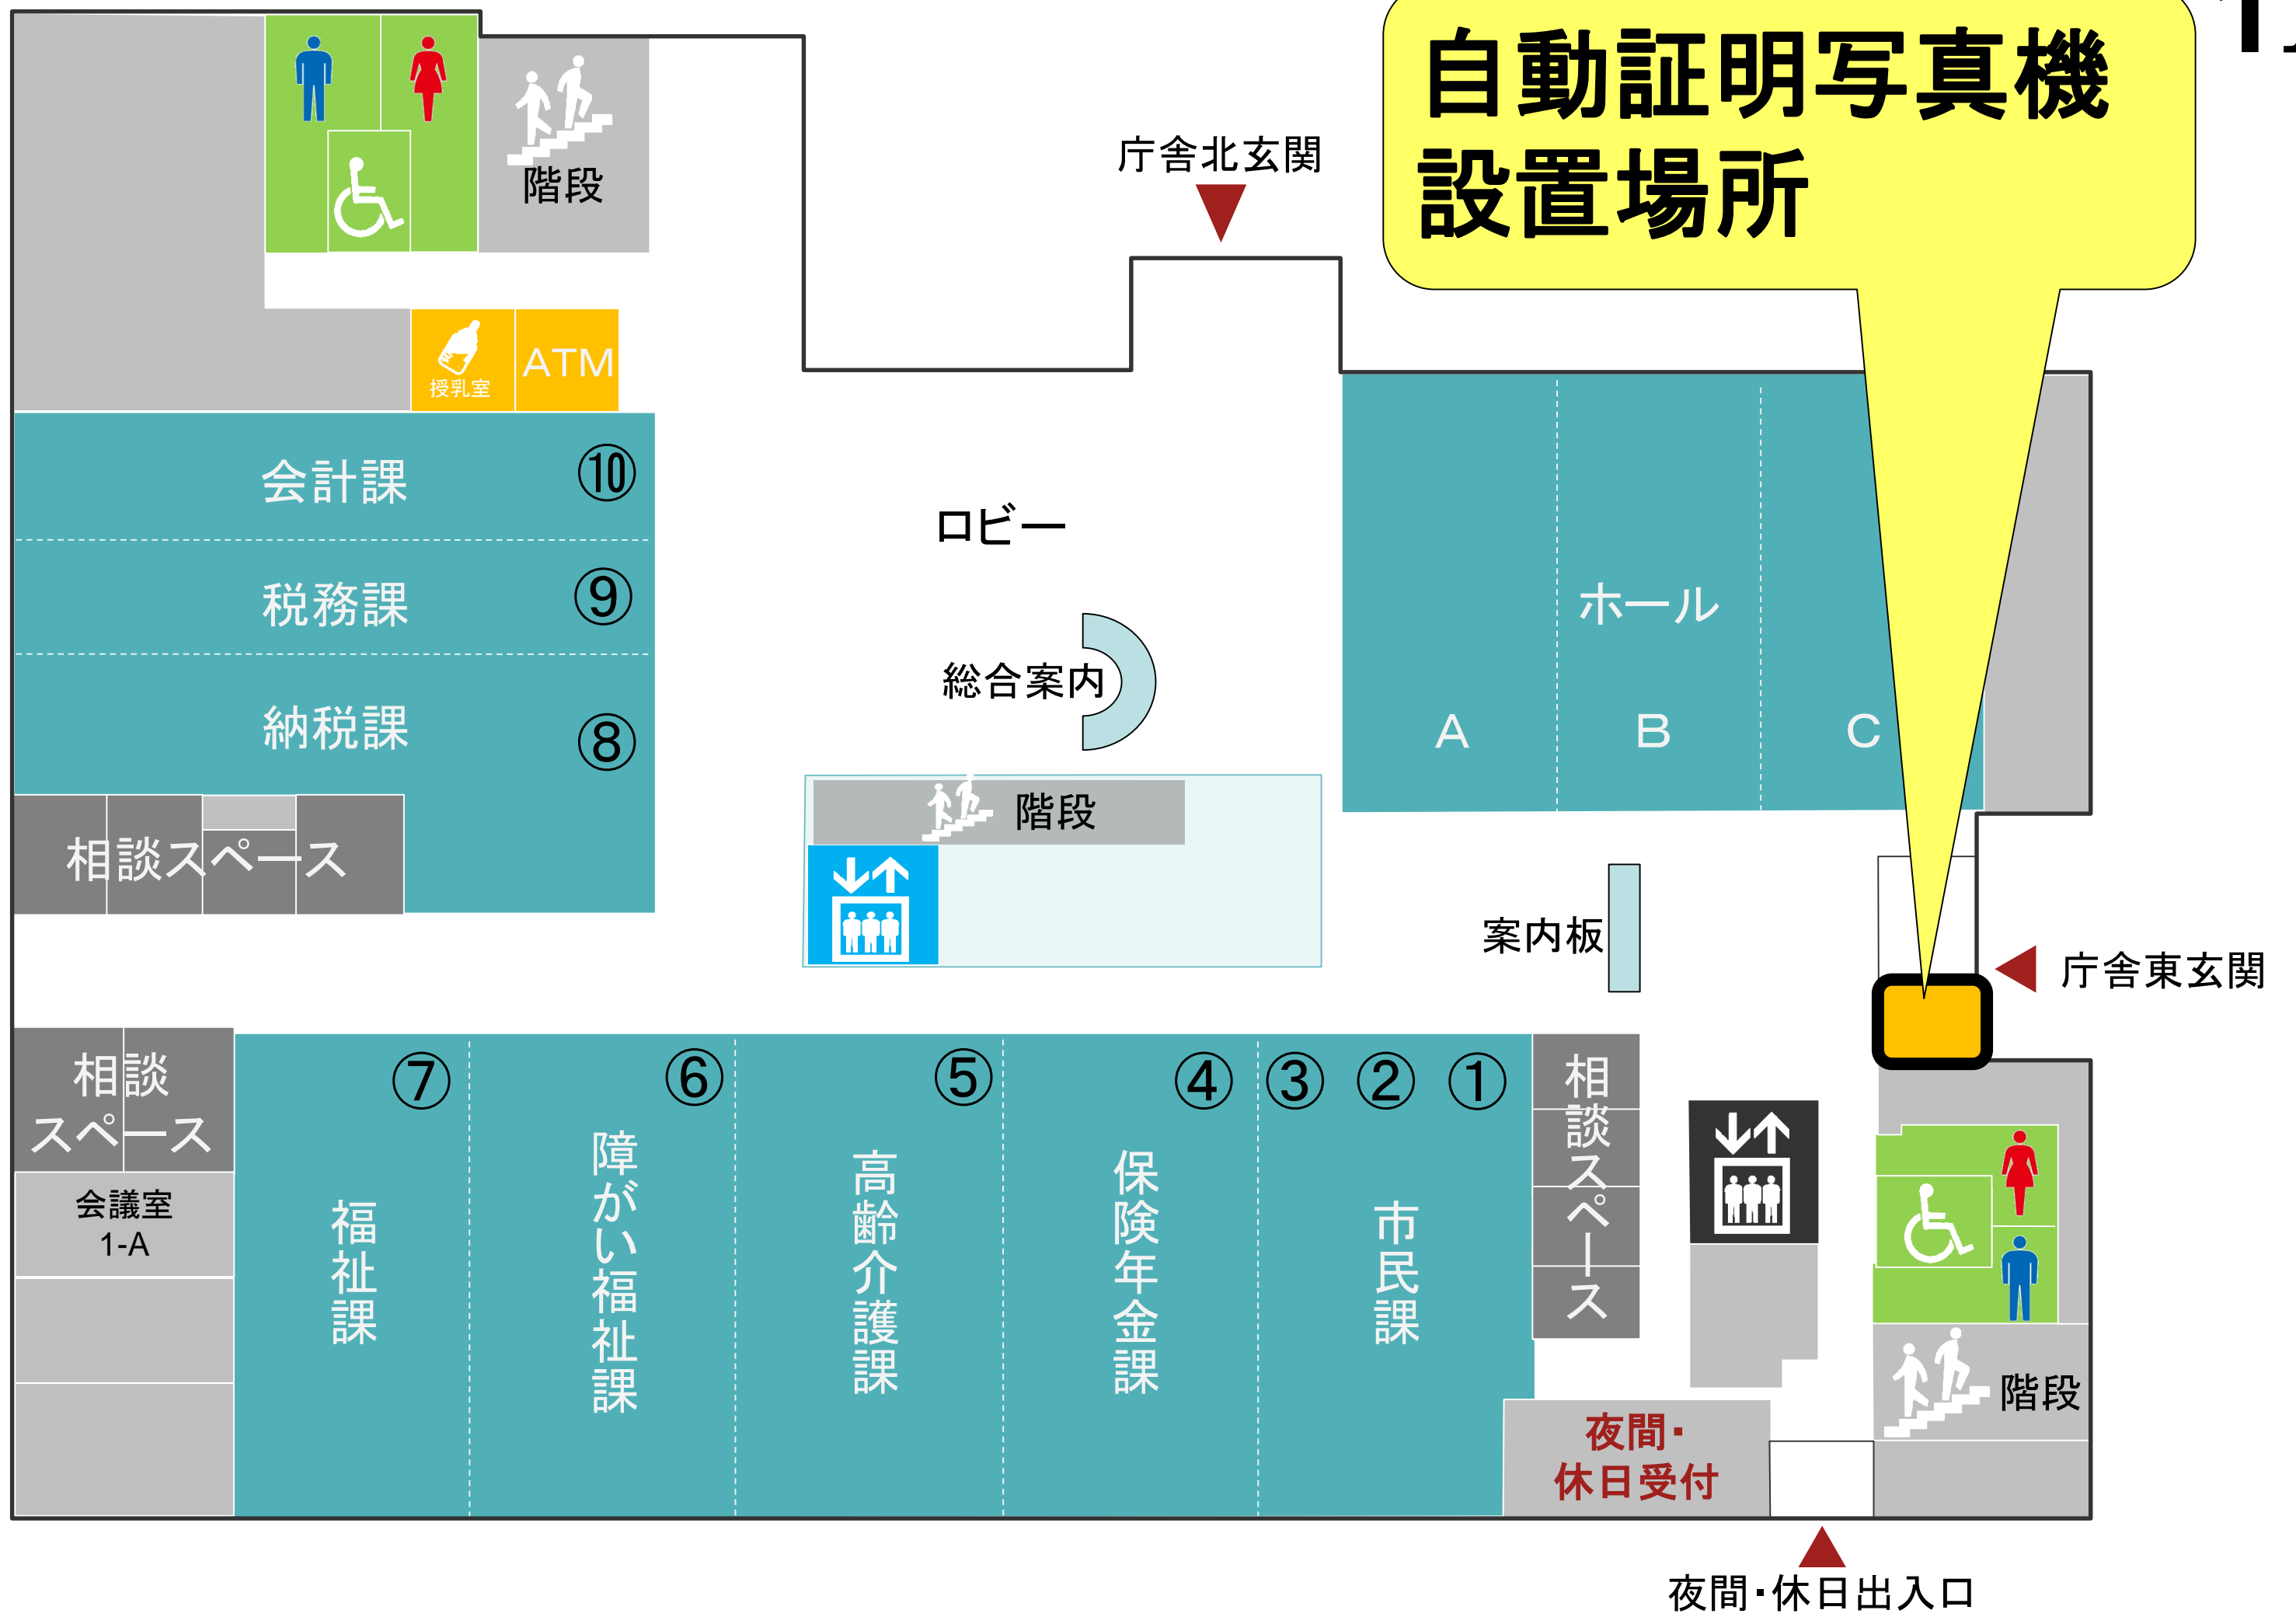 自動証明写真機
設置場所
階段
庁舎北玄関
授乳室
ATM
会計課
⑩
ロビー
税務課
⑨
ホール
総合案内
納税課
⑧
A
B
C
階段
相談スペース
案内板
庁舎東玄関
相談
スペース
⑦
⑥
⑤
④
③
②
①
会議室
1-A
福祉課
障がい福祉課
高齢介護課
保険年金課
市民課
相談スペース
階段
夜間・
休日受付
夜間・休日出入口